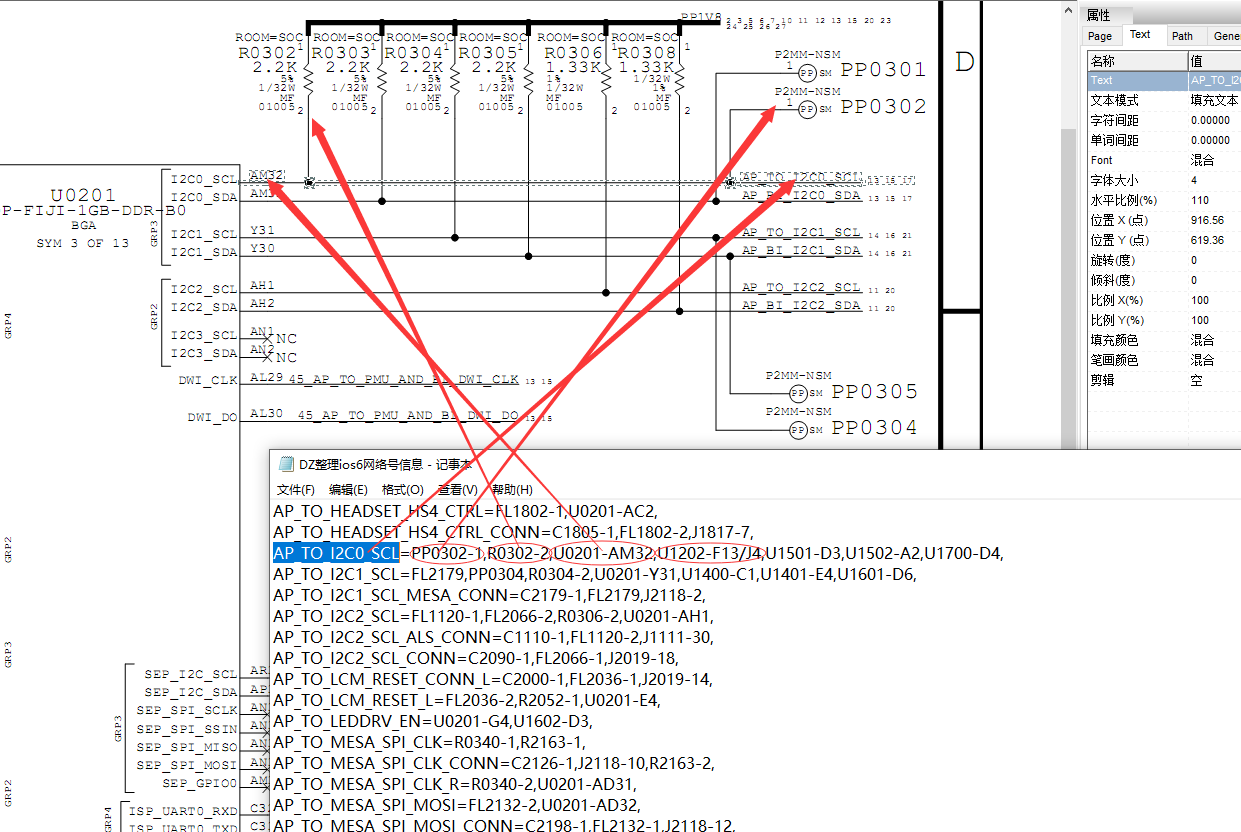 PP1V8
2 3 5 6 7 10 11 12 13 15 20 23
24 25 26 27
ROOM=SOC ROOM=SOC ROOM=SOC ROOM=SOC ROOM=SOC ROOM=SOC
R0302 1 R0303 1 R0304 1 R0305 1 R0306 1 R0308 1
2.2K 2.2K 2.2K 2.2K 1.33K 1.33K
5% 5% 5% 5% 1% 1%
1/32W 1/32W 1/32W 1/32W 1/32W 1/32W
MF MF MF MF MF MF
01005 2 01005 2 01005 2 01005 2 01005 2 01005 2
P2MM-NSM
1 PP SM PP0301
P2MM-NSM
1 PP SM PP0302
D
U0201
P-FIJI-1GB-DDR-B0
BGA
SYM 3 OF 13
GRP3
I2C0_SCL AM32 AP_TO_I2C0_SCL 13 15 17
I2C0_SDA AM3 AP_BI_I2C0_SDA 13 15 17
I2C1_SCL Y31 AP_TO_I2C1_SCL 14 16 21
I2C1_SDA Y30 AP_BI_I2C1_SDA 14 16 21
GRP2
I2C2_SCL AH1 AP_TO_I2C2_SCL 11 20
I2C2_SDA AH2 AP_BI_I2C2_SDA 11 20
GRP4
I2C3_SCL AN1 NC
I2C3_SDA AN2 NC
DWI_CLK AL29 45_AP_TO_PMU_AND_BL_DWI_CLK 13 15
DWI_DO AL30 45_AP_TO_PMU_AND_BL_DWI_DO 13 15
P2MM-NSM
PP SM PP0305
P2MM-NSM
PP SM PP0304
属性
Page Text Path Gene
名称 值
Text AP_TO_I2C
文本模式 填充文本
字符间距 0.00000
单词间距 0.00000
Font 混合
字体大小 4
水平比例(%) 110
位置 X (点) 916.56
位置 Y (点) 619.36
旋转(度) 0
倾斜(度) 0
比例 X(%) 100
比例 Y(%) 100
填充颜色 混合
笔画颜色 混合
剪辑 空
DZ整理ios6网络号信息 - 记事本
文件(F) 编辑(E) 格式(O) 查看(V) 帮助(H)
AP_TO_HEADSET_HS4_CTRL=FL1802-1,U0201-AC2,
AP_TO_HEADSET_HS4_CTRL_CONN=C1805-1,FL1802-2,J1817-7,
AP_TO_I2C0_SCL=PP0302-1,R0302-2,U0201-AM32,U1202-F13/J4,U1501-D3,U1502-A2,U1700-D4,
AP_TO_I2C1_SCL=FL2179,PP0304,R0304-2,U0201-Y31,U1400-C1,U1401-E4,U1601-D6,
AP_TO_I2C1_SCL_MESA_CONN=C2179-1,FL2179,J2118-2,
AP_TO_I2C2_SCL=FL1120-1,FL2066-2,R0306-2,U0201-AH1,
AP_TO_I2C2_SCL_ALS_CONN=C1110-1,FL1120-2,J1111-30,
AP_TO_I2C2_SCL_CONN=C2090-1,FL2066-1,J2019-18,
AP_TO_LCM_RESET_CONN_L=C2000-1,FL2036-1,J2019-14,
AP_TO_LCM_RESET_L=FL2036-2,R2052-1,U0201-E4,
AP_TO_LEDDRV_EN=U0201-G4,U1602-D3,
AP_TO_MESA_SPI_CLK=R0340-1,R2163-1,
AP_TO_MESA_SPI_CLK_CONN=C2126-1,J2118-10,R2163-2,
AP_TO_MESA_SPI_CLK_R=R0340-2,U0201-AD31,
AP_TO_MESA_SPI_MOSI=FL2132-2,U0201-AD32,
AP_TO_MESA_SPI_MOSI_CONN=C2198-1,FL2132-1,J2118-12,
GRP2
GRP3
SEP_I2C_SCL AR
SEP_I2C_SDA AP
SEP_SPI_SCLK AN
GRP3
SEP_SPI_SSIN AN
SEP_SPI_MISO AN
SEP_SPI_MOSI AN
SEP_GPIO0 AM
GRP2
GRP4
ISP_UART0_RXD C3
ISP_UART0_TXD C3